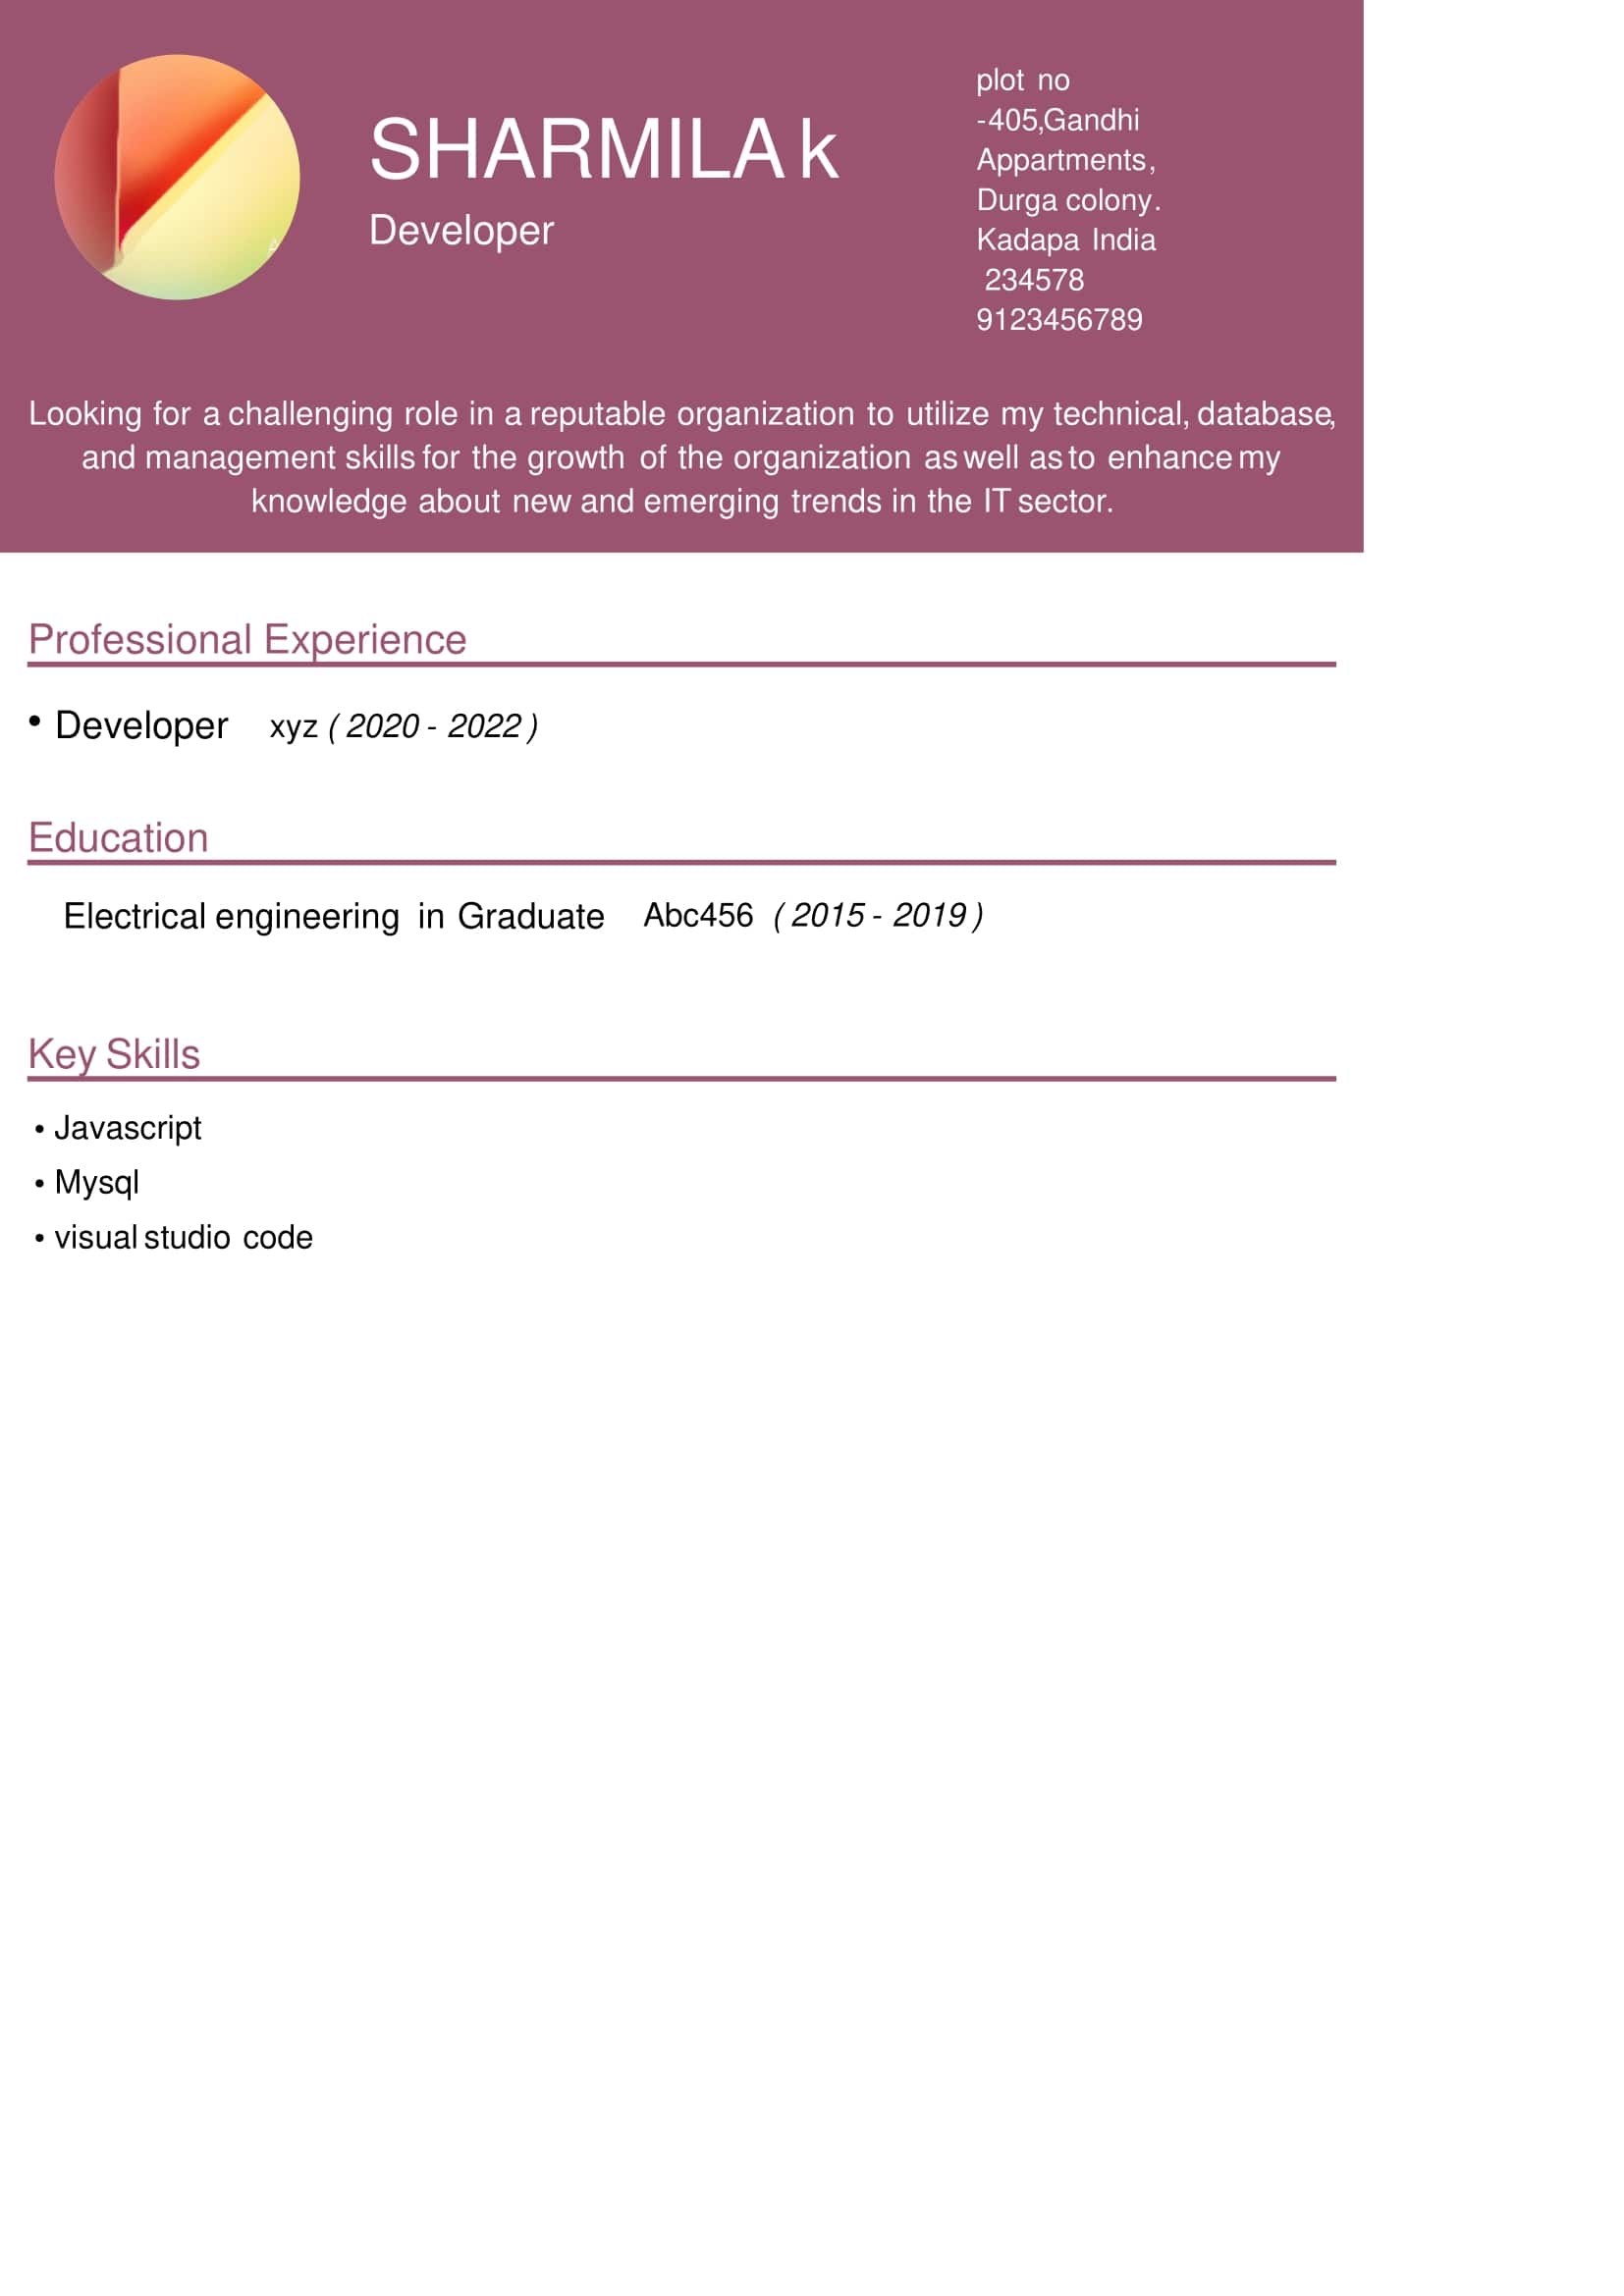 SHARMILA k
Developer
plot no
-405,Gandhi
Appartments,
Durga colony.
Kadapa India
234578
9123456789
Looking for a challenging role in a reputable organization to utilize my technical, database,
and management skills for the growth of the organization as well as to enhance my
knowledge about new and emerging trends in the IT sector.
Professional Experience
• Developer xyz ( 2020 - 2022 )
Education
Electrical engineering in Graduate Abc456 ( 2015 - 2019 )
Key Skills
• Javascript
• Mysql
• visual studio code